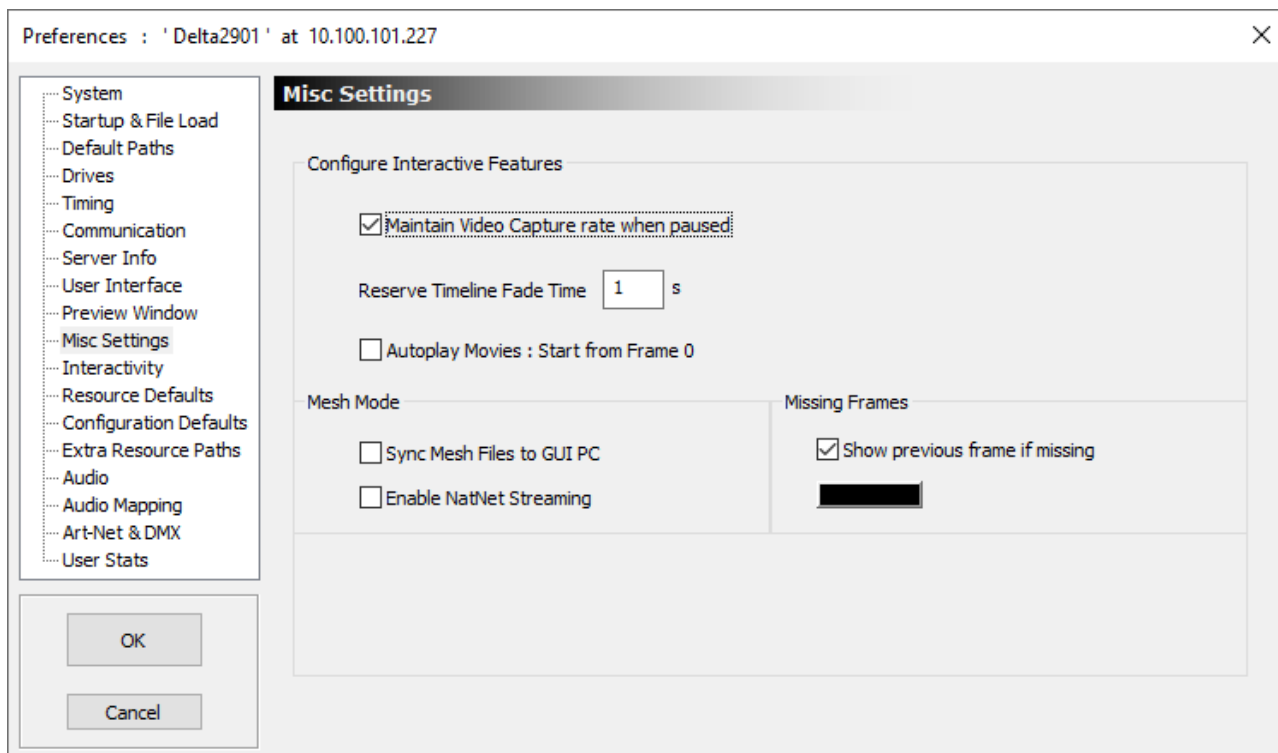 Preferences : 'Delta2901' at 10.100.101.227
System
Startup & File Load
Default Paths
Drives
Timing
Communication
Server Info
User Interface
Preview Window
Misc Settings
Interactivity
Resource Defaults
Configuration Defaults
Extra Resource Paths
Audio
Audio Mapping
Art-Net & DMX
User Stats
OK
Cancel
Misc Settings
Configure Interactive Features
Maintain Video Capture rate when paused
Reserve Timeline Fade Time 1 s
Autoplay Movies : Start from Frame 0
Mesh Mode
Sync Mesh Files to GUI PC
Enable NatNet Streaming
Missing Frames
Show previous frame if missing